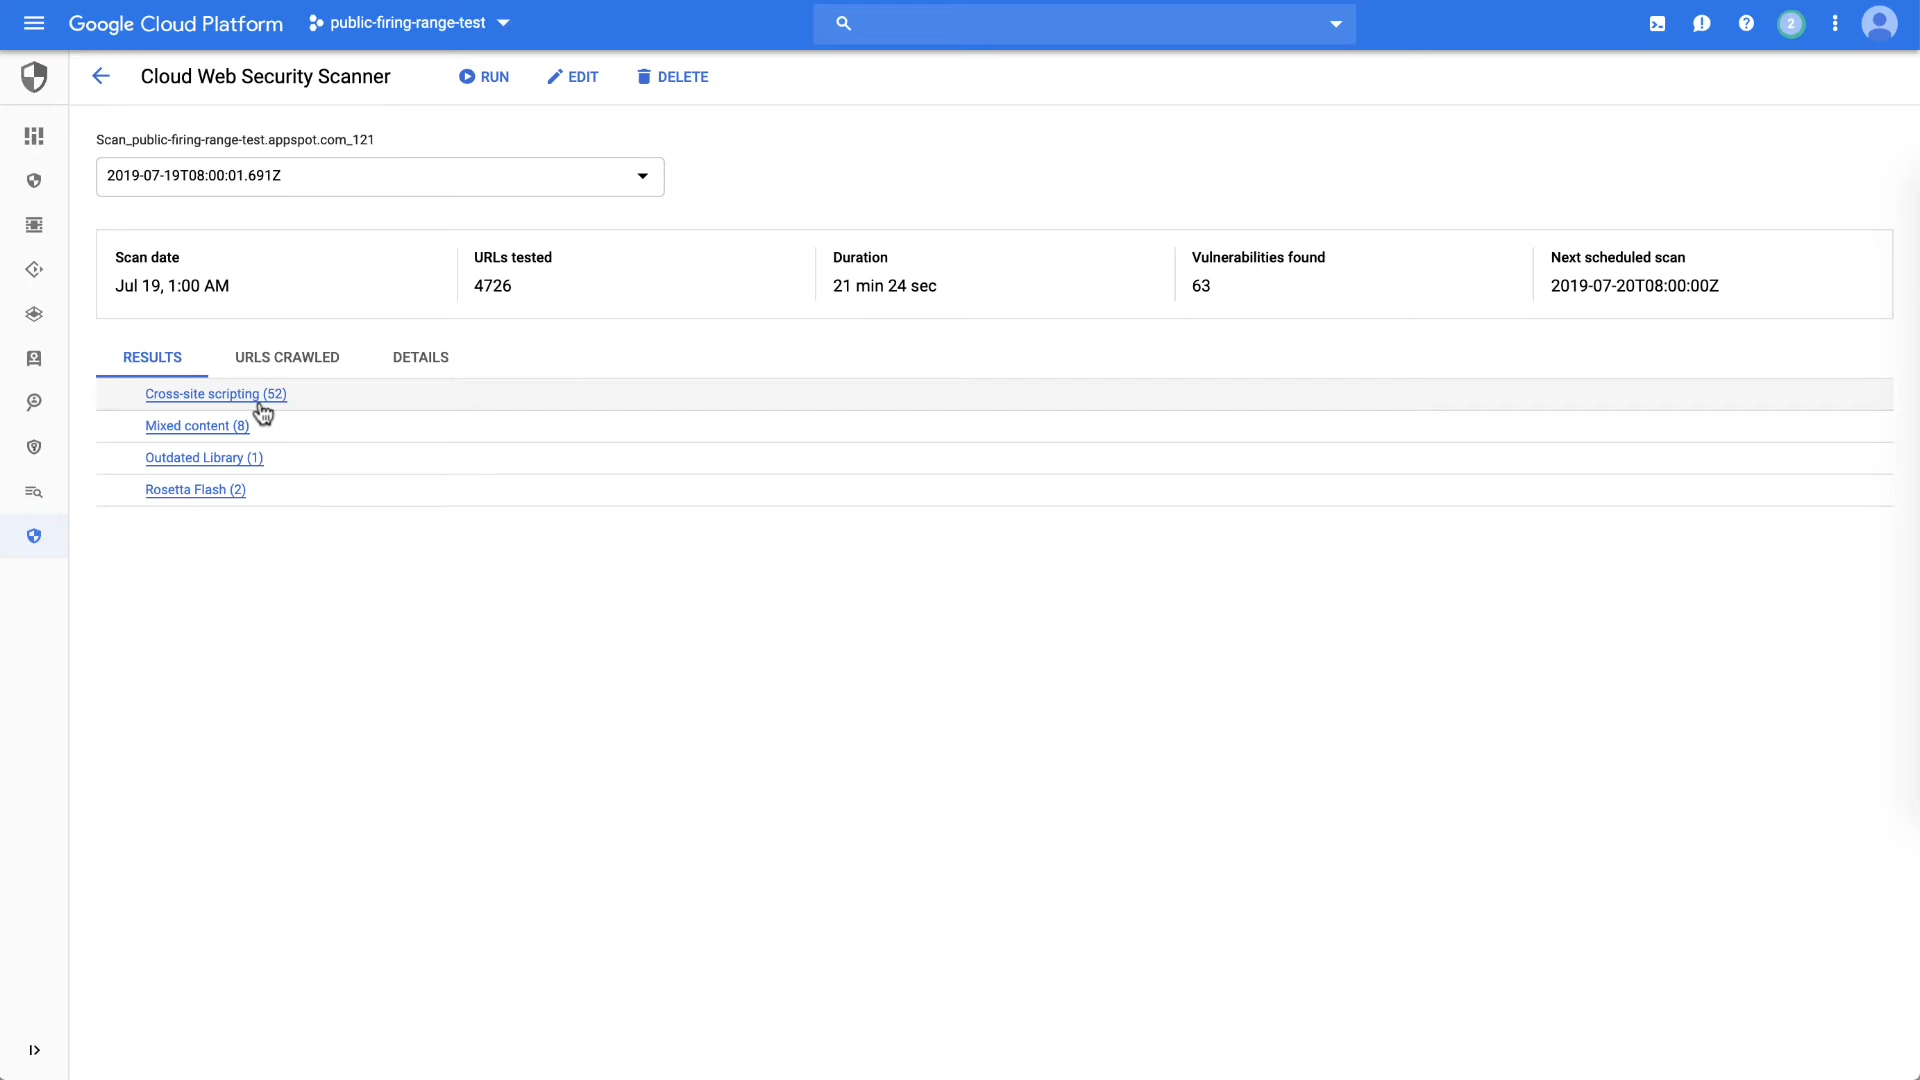 Google Cloud Platform
public-firing-range-test
2
Cloud Web Security Scanner
RUN
EDIT
DELETE
Scan_public-firing-range-test.appspot.com_121
2019-07-19T08:00:01.691Z
Scan date
Jul 19, 1:00 AM
URLs tested
4726
Duration
21 min 24 sec
Vulnerabilities found
63
Next scheduled scan
2019-07-20T08:00:00Z
RESULTS
URLS CRAWLED
DETAILS
Cross-site scripting (52)
Mixed content (8)
Outdated Library (1)
Rosetta Flash (2)